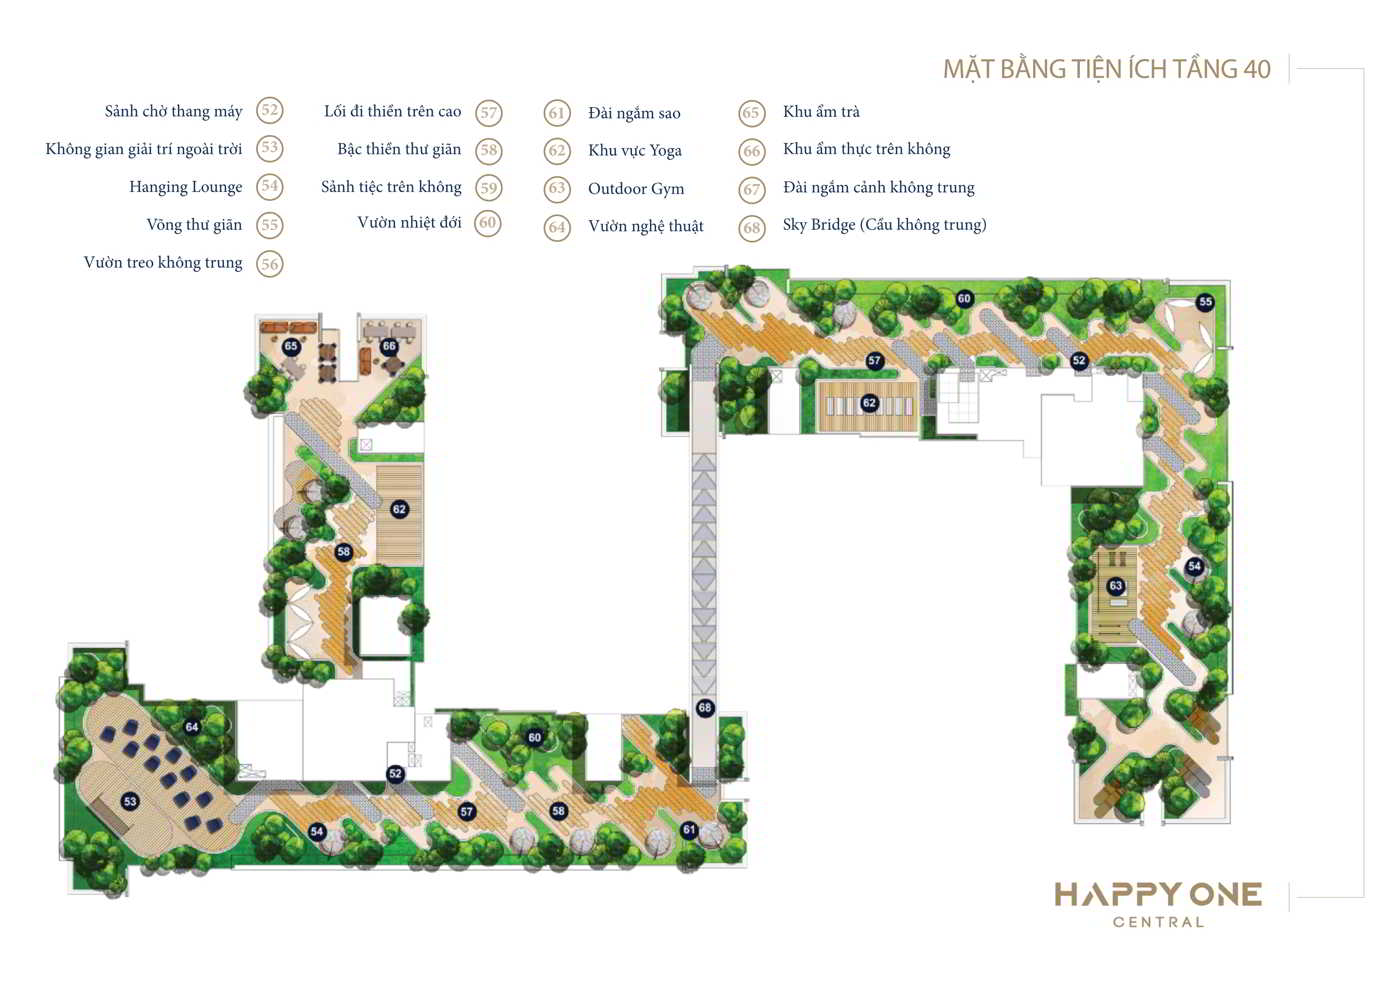 MẶT BẰNG TIỆN ÍCH TẦNG 40
Sảnh chờ thang máy 52
Không gian giải trí ngoài trời 53
Hanging Lounge 54
Võng thư giãn 55
Vườn treo không trung 56
Lối đi thiền trên cao 57
Bậc thiền thư giãn 58
Sảnh tiệc trên không 59
Vườn nhiệt đới 60
61 Đài ngắm sao
62 Khu vực Yoga
63 Outdoor Gym
64 Vườn nghệ thuật
65 Khu ẩm trà
66 Khu ẩm thực trên không
67 Đài ngắm cảnh không trung
68 Sky Bridge (Cầu không trung)
60
55
65
66
57
52
62
62
58
54
63
68
64
60
52
53
54
57
58
61
HAPPY ONE
CENTRAL